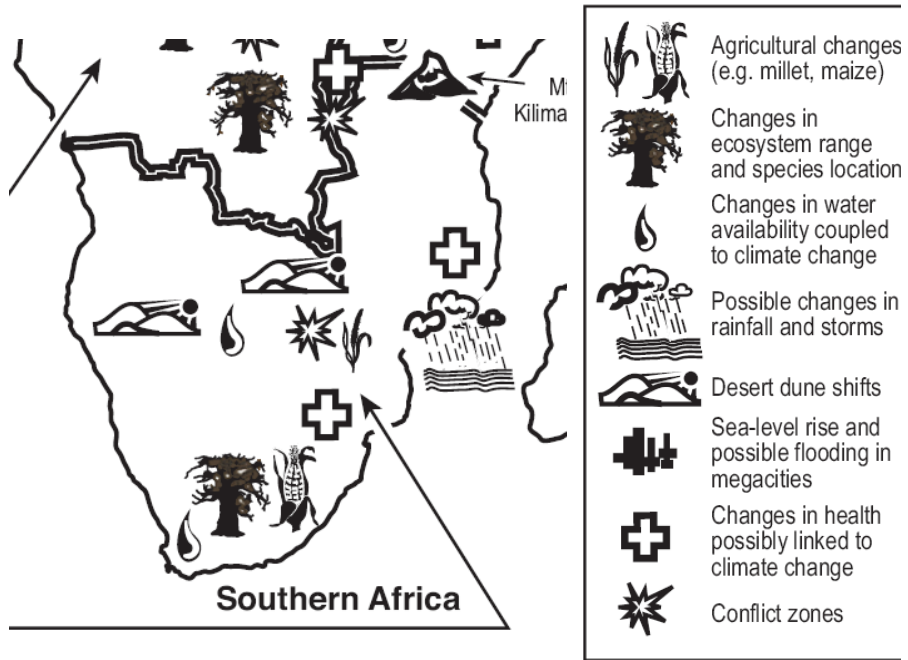 Kilima
Southern Africa
Agricultural changes
(e.g. millet, maize)
Changes in
ecosystem range
and species location
Changes in water
availability coupled
to climate change
Possible changes in
rainfall and storms
Desert dune shifts
Sea-level rise and
possible flooding in
megacities
Changes in health
possibly linked to
climate change
Conflict zones